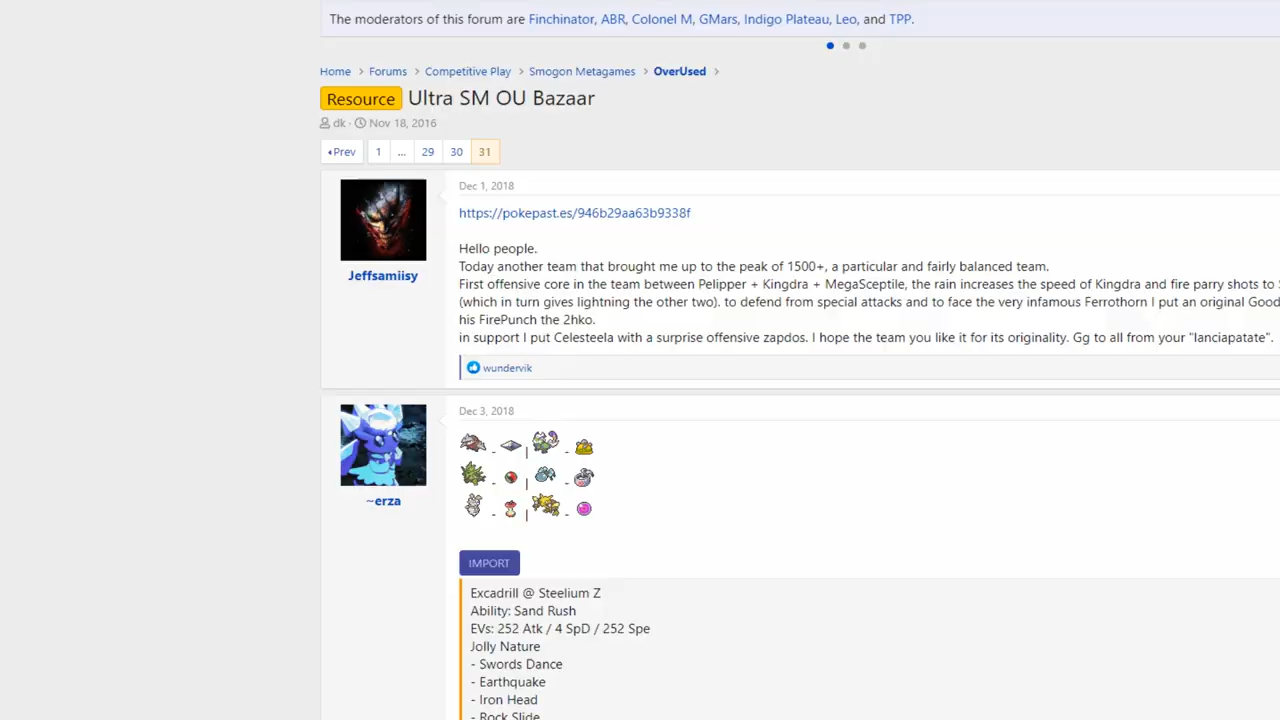 The moderators of this forum are Finchinator, ABR, Colonel M, GMars, Indigo Plateau, Leo, and TPP.
Home > Forums > Competitive Play > Smogon Metagames > OverUsed >
Resource Ultra SM OU Bazaar
dk · Nov 18, 2016
Prev 1 ... 29 30 31
Dec 1, 2018
Jeffsamiisy
https://pokepast.es/946b29aa63b9338f
Hello people.
Today another team that brought me up to the peak of 1500+, a particular and fairly balanced team.
First offensive core in the team between Pelipper + Kingdra + MegaSceptile, the rain increases the speed of Kingdra and fire parry shots to S
(which in turn gives lightning the other two). to defend from special attacks and to face the very infamous Ferrothorn I put an original Good
his FirePunch the 2hko.
in support I put Celesteela with a surprise offensive zapdos. I hope the team you like it for its originality. Gg to all from your "lanciapatate".
wundervik
Dec 3, 2018
~erza
- | -
- | -
- | -
IMPORT
Excadrill @ Steelium Z
Ability: Sand Rush
EVs: 252 Atk / 4 SpD / 252 Spe
Jolly Nature
- Swords Dance
- Earthquake
- Iron Head
- Rock Slide